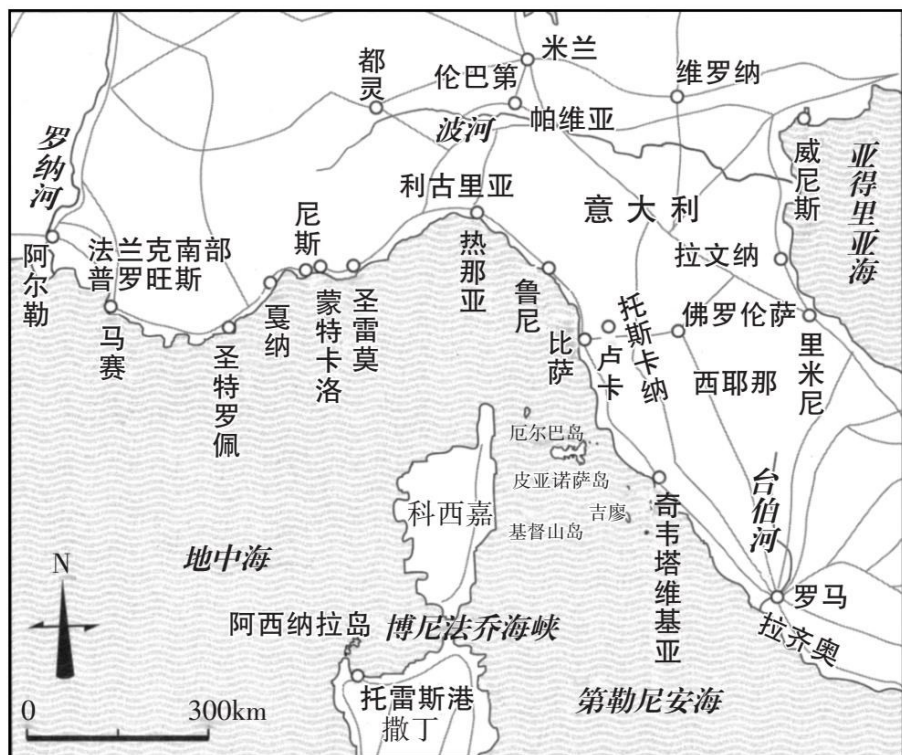 米兰
都灵
伦巴第
维罗纳
帕维亚
波河
罗纳河
威尼斯
亚得里亚海
利古里亚
意大利
尼斯
法兰克南部
普罗旺斯
拉文纳
阿尔勒
热那亚
鲁尼
托斯卡纳
佛罗伦萨
戛纳
蒙特卡洛
圣雷莫
马赛
比萨
卢卡
里米尼
圣特罗佩
西耶那
厄尔巴岛
皮亚诺萨岛
台伯河
科西嘉
吉廖
基督山岛
奇韦塔维基亚
地中海
N
罗马
阿西纳拉岛
博尼法乔海峡
拉齐奥
托雷斯港
撒丁
第勒尼安海
0 300km